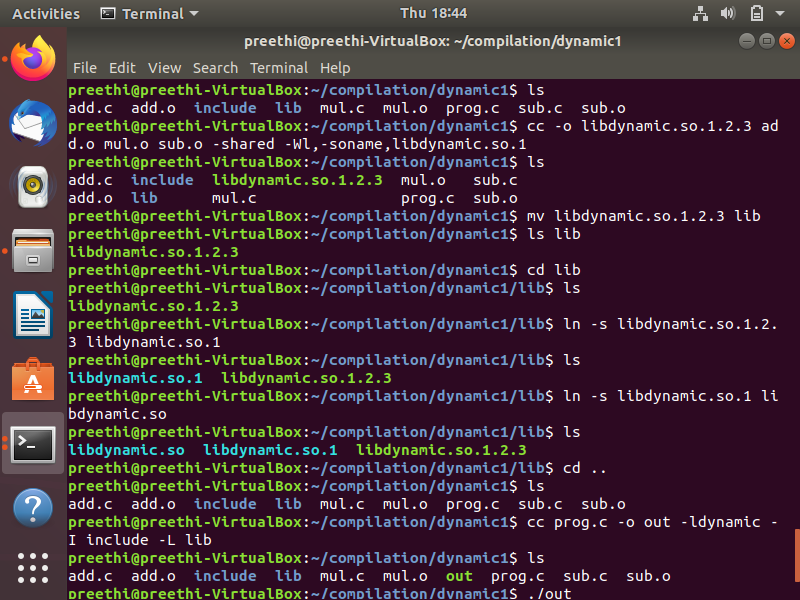 Activities Terminal Thu 18:44
preethi@preethi-VirtualBox: ~/compilation/dynamic1
File Edit View Search Terminal Help
preethi@preethi-VirtualBox:~/compilation/dynamic1$ ls
add.c add.o include lib mul.c mul.o prog.c sub.c sub.o
preethi@preethi-VirtualBox:~/compilation/dynamic1$ cc -o libdynamic.so.1.2.3 ad
d.o mul.o sub.o -shared -Wl,-soname,libdynamic.so.1
preethi@preethi-VirtualBox:~/compilation/dynamic1$ ls
add.c include libdynamic.so.1.2.3 mul.o sub.c
add.o lib mul.c prog.c sub.o
preethi@preethi-VirtualBox:~/compilation/dynamic1$ mv libdynamic.so.1.2.3 lib
preethi@preethi-VirtualBox:~/compilation/dynamic1$ ls lib
libdynamic.so.1.2.3
preethi@preethi-VirtualBox:~/compilation/dynamic1$ cd lib
preethi@preethi-VirtualBox:~/compilation/dynamic1/lib$ ls
libdynamic.so.1.2.3
preethi@preethi-VirtualBox:~/compilation/dynamic1/lib$ ln -s libdynamic.so.1.2.
3 libdynamic.so.1
preethi@preethi-VirtualBox:~/compilation/dynamic1/lib$ ls
libdynamic.so.1 libdynamic.so.1.2.3
preethi@preethi-VirtualBox:~/compilation/dynamic1/lib$ ln -s libdynamic.so.1 li
bdynamic.so
preethi@preethi-VirtualBox:~/compilation/dynamic1/lib$ ls
libdynamic.so libdynamic.so.1 libdynamic.so.1.2.3
preethi@preethi-VirtualBox:~/compilation/dynamic1/lib$ cd ..
preethi@preethi-VirtualBox:~/compilation/dynamic1$ ls
add.c add.o include lib mul.c mul.o prog.c sub.c sub.o
preethi@preethi-VirtualBox:~/compilation/dynamic1$ cc prog.c -o out -ldynamic -
I include -L lib
preethi@preethi-VirtualBox:~/compilation/dynamic1$ ls
add.c add.o include lib mul.c mul.o out prog.c sub.c sub.o
preethi@preethi-VirtualBox:~/compilation/dynamic1$ ./out